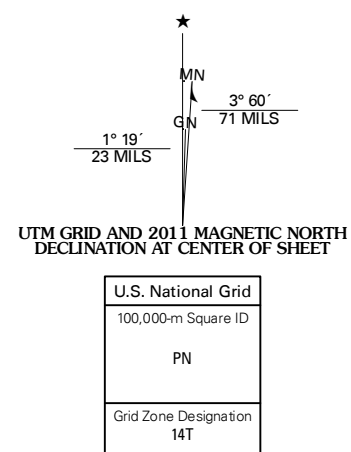 ★
MN
3° 60´
71 MILS
GN
1° 19´
23 MILS
UTM GRID AND 2011 MAGNETIC NORTH
DECLINATION AT CENTER OF SHEET
U.S. National Grid
100,000-m Square ID
PN
Grid Zone Designation
14T